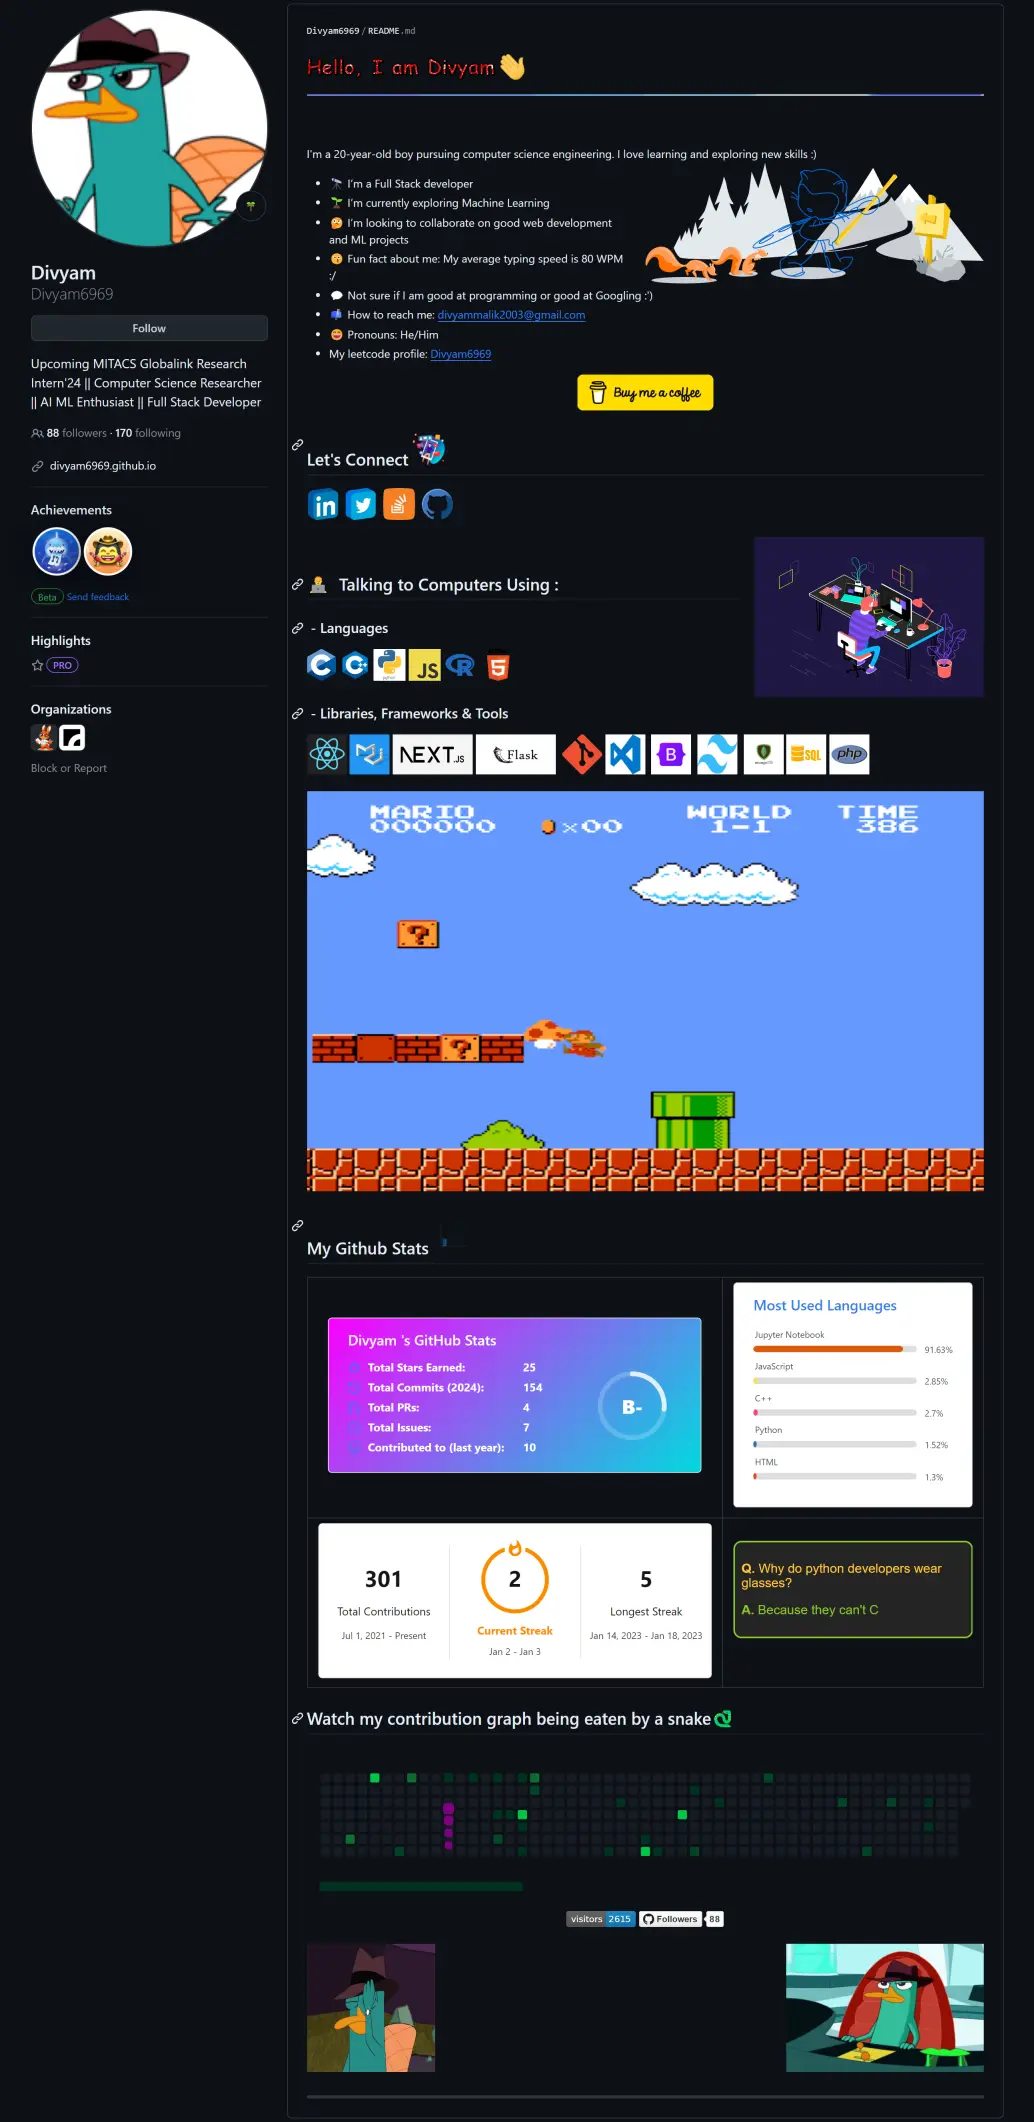 Divyam
Divyam6969
Follow
Upcoming MITACS Globalink Research
Intern'24 || Computer Science Researcher
|| AI ML Enthusiast || Full Stack Developer
88 followers · 170 following
divyam6969.github.io
Achievements
Beta Send feedback
Highlights
PRO
Organizations
Block or Report
Divyam6969 / README.md
Hello, I am Divyam
I'm a 20-year-old boy pursuing computer science engineering. I love learning and exploring new skills :)
I'm a Full Stack developer
I'm currently exploring Machine Learning
I'm looking to collaborate on good web development
and ML projects
Fun fact about me: My average typing speed is 80 WPM
:/
Not sure if I am good at programming or good at Googling :')
How to reach me: divyammalik2003@gmail.com
Pronouns: He/Him
My leetcode profile: Divyam6969
Buy me a coffee
Let's Connect
in
Talking to Computers Using :
- Languages
C C++ python JS R 5
- Libraries, Frameworks & Tools
NEXT.JS Flask B SQL php
MARIO WORLD TIME
000000 x00 1-1 386
?
?
My Github Stats
Divyam 's GitHub Stats
Total Stars Earned: 25
Total Commits (2024): 154
Total PRs: 4
Total Issues: 7
Contributed to (last year): 10
B-
Most Used Languages
Jupyter Notebook
91.63%
JavaScript
2.85%
C++
2.7%
Python
1.52%
HTML
1.3%
301
Total Contributions
Jul 1, 2021 - Present
2
Current Streak
Jan 2 - Jan 3
5
Longest Streak
Jan 14, 2023 - Jan 18, 2023
Q. Why do python developers wear
glasses?
A. Because they can't C
Watch my contribution graph being eaten by a snake
visitors 2615 Followers 88